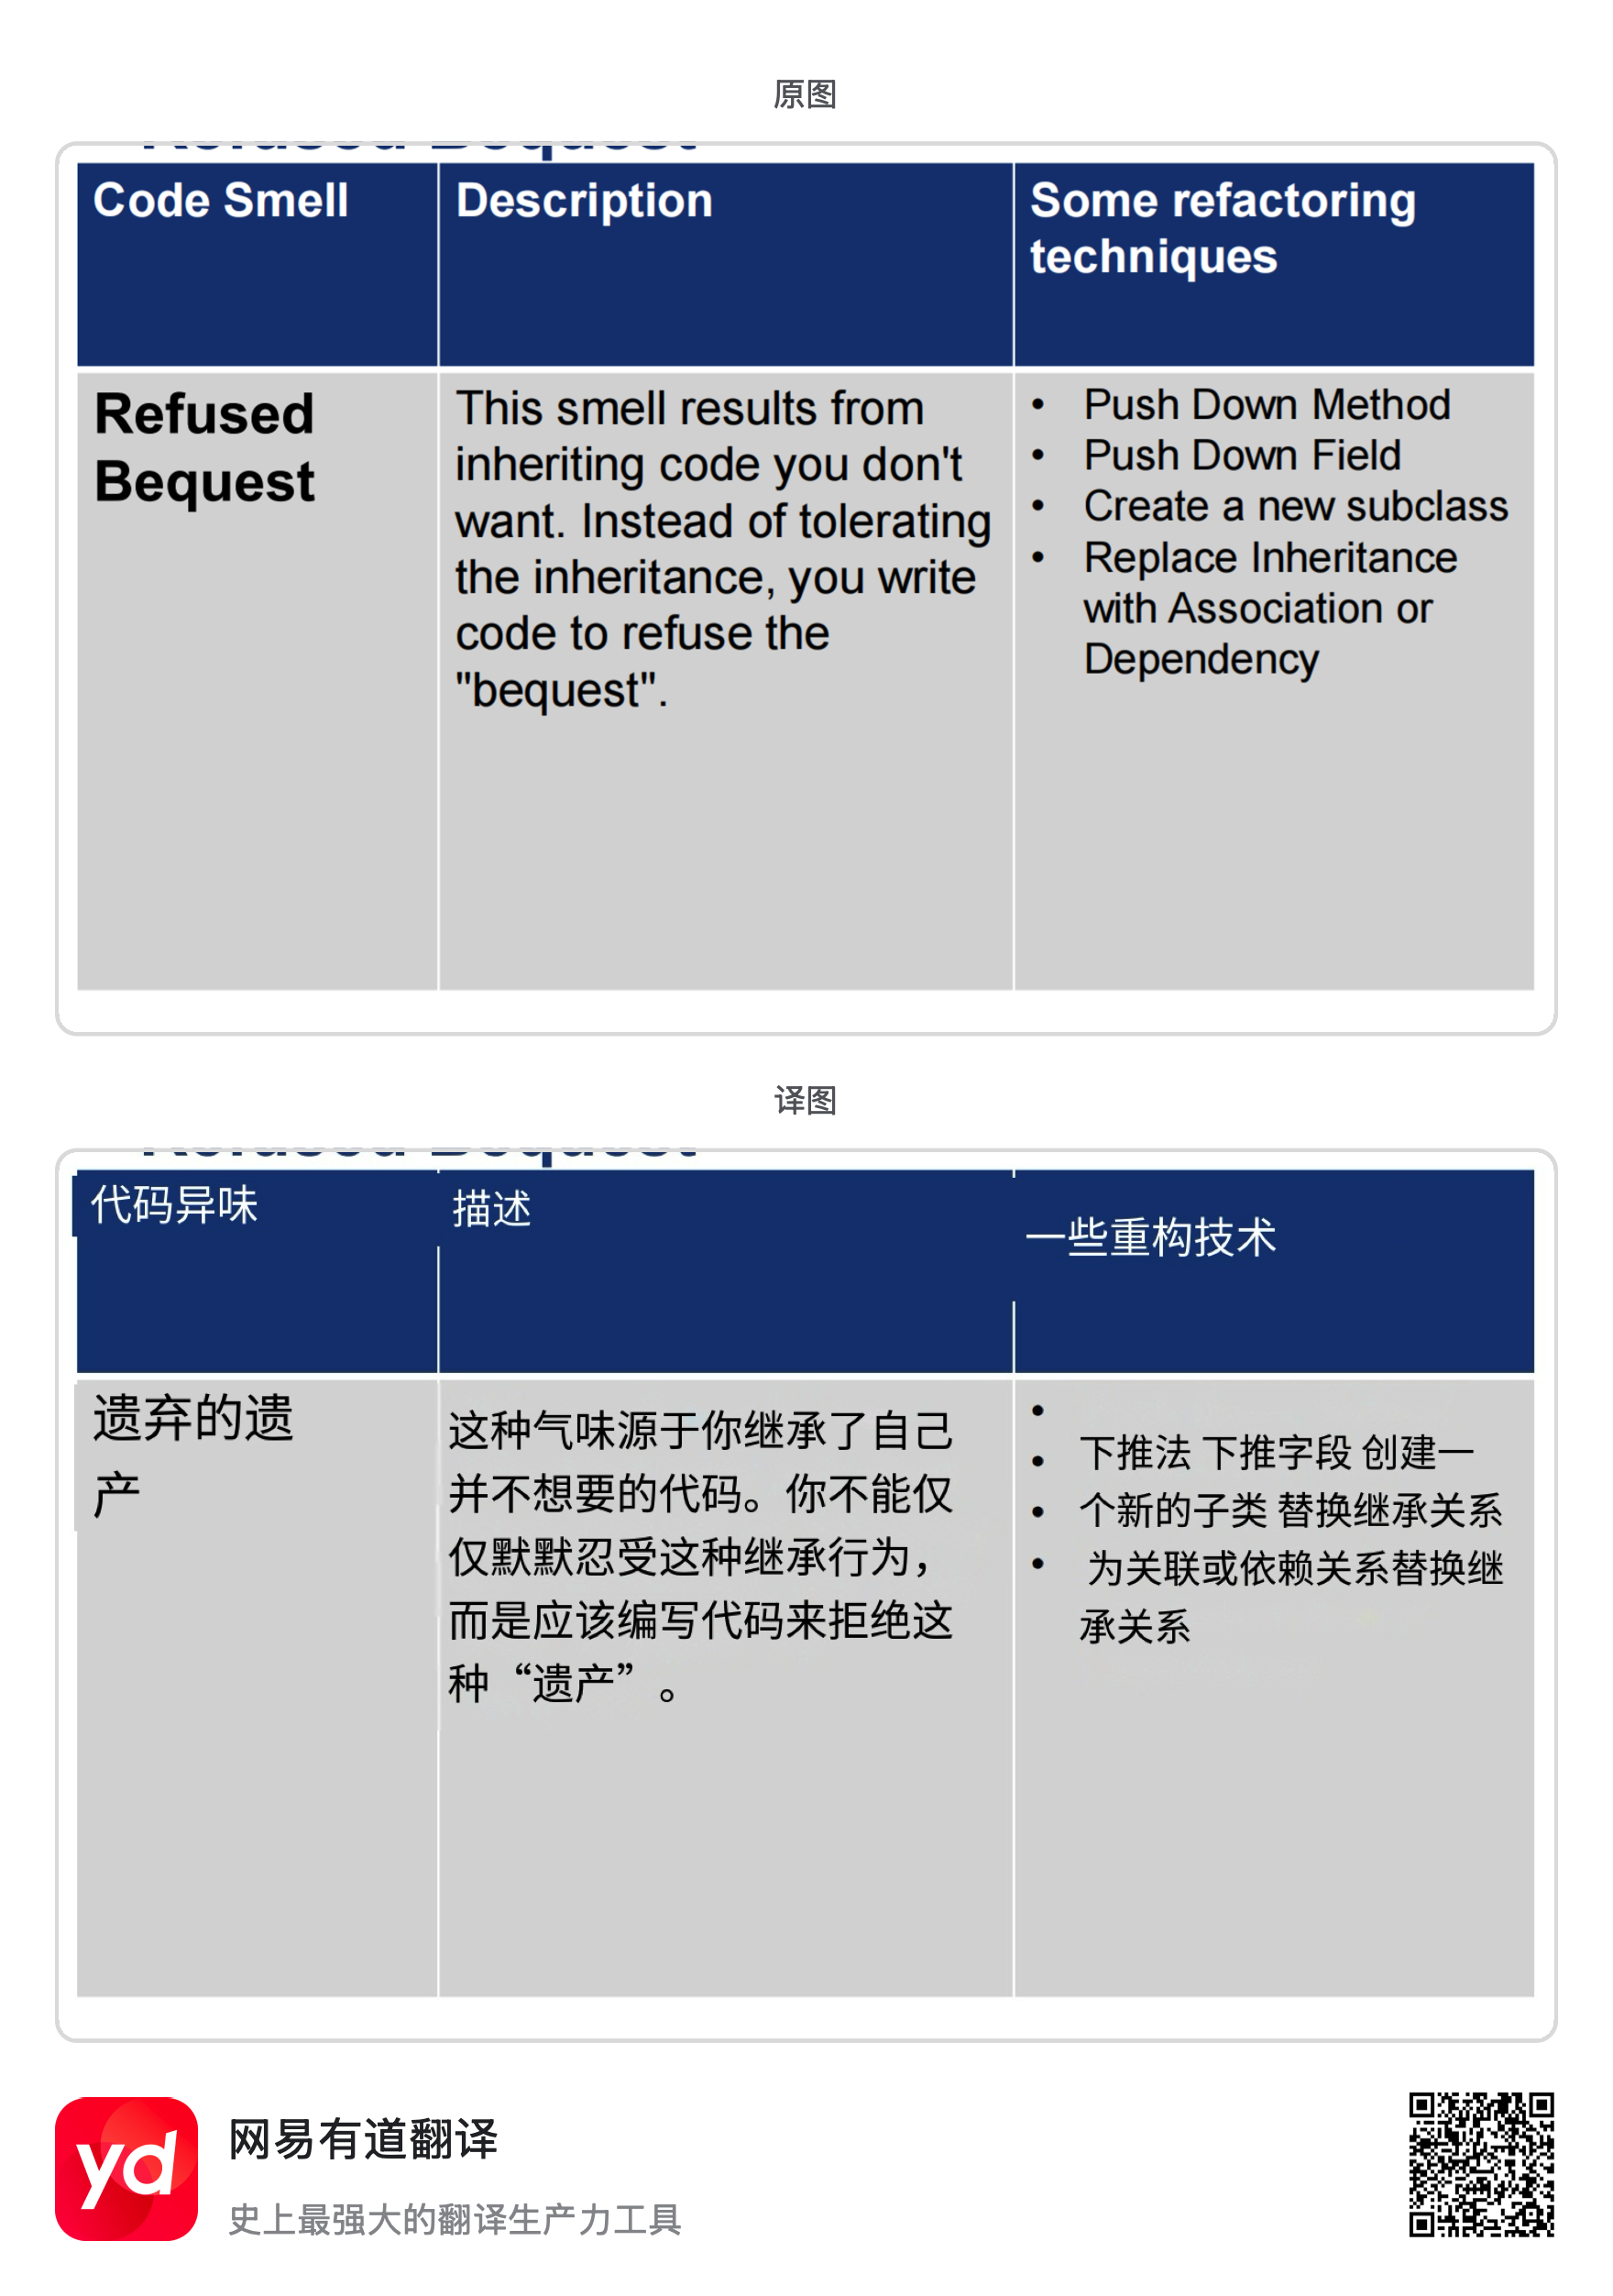 原图
Refused Bequest
Code Smell
Description
Some refactoring
techniques
Refused
Bequest
This smell results from
inheriting code you don't
want. Instead of tolerating
the inheritance, you write
code to refuse the
"bequest".
• Push Down Method
• Push Down Field
• Create a new subclass
• Replace Inheritance
with Association or
Dependency
译图
Refused Bequest
代码异味
描述
一些重构技术
遗弃的遗
产
这种气味源于你继承了自己
并不想要的代码。你不能仅
仅默默忍受这种继承行为，
而是应该编写代码来拒绝这
种“遗产”。
•
• 下推法 下推字段 创建一
• 个新的子类 替换继承关系
• 为关联或依赖关系替换继
承关系
yd
网易有道翻译
史上最强大的翻译生产力工具